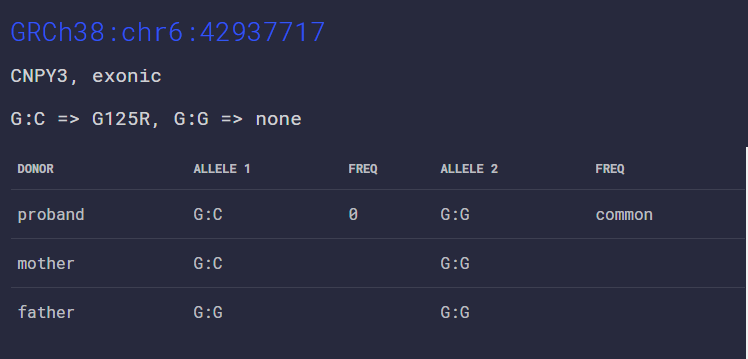 GRCh38:chr6:42937717
CNPY3, exonic
G:C => G125R, G:G => none
DONOR ALLELE 1 FREQ ALLELE 2 FREQ
proband G:C 0 G:G common
mother G:C G:G
father G:G G:G